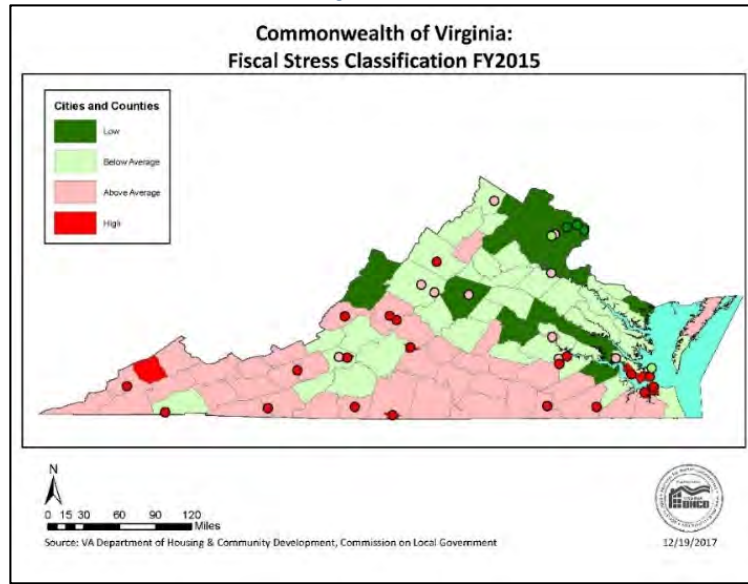 Commonwealth of Virginia:
Fiscal Stress Classification FY2015
Cities and Counties
Low
Below Average
Above Average
High
N
0 15 30 60 90 120
Miles
Source: VA Department of Housing & Community Development, Commission on Local Government
DHCD
12/19/2017